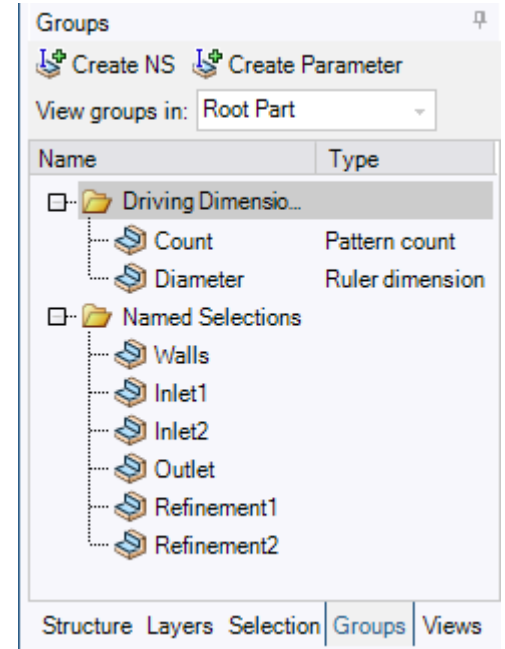 Groups
Create NS Create Parameter
View groups in: Root Part
Name Type
Driving Dimensio...
Count Pattern count
Diameter Ruler dimension
Named Selections
Walls
Inlet1
Inlet2
Outlet
Refinement1
Refinement2
Structure Layers Selection Groups Views